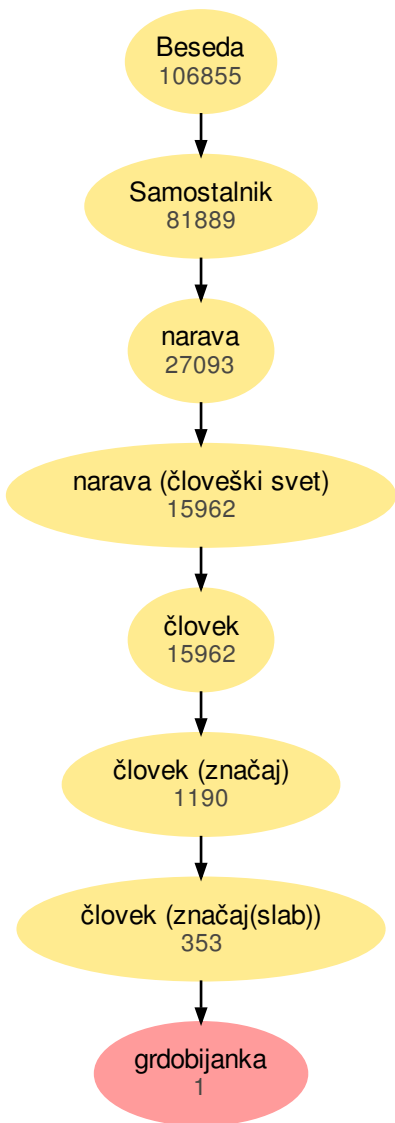 Beseda
106855
Samostalnik
81889
narava
27093
narava (človeški svet)
15962
človek
15962
človek (značaj)
1190
človek (značaj(slab))
353
grdobijanka
1